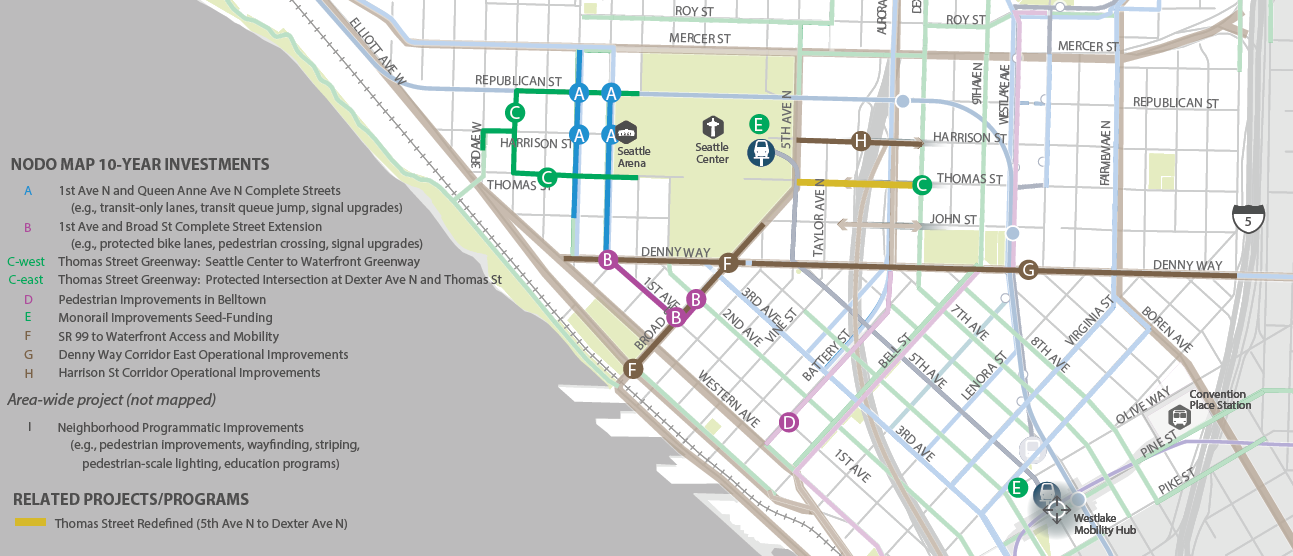 NODO MAP 10-YEAR INVESTMENTS
A 1st Ave N and Queen Anne Ave N Complete Streets
(e.g., transit-only lanes, transit queue jump, signal upgrades)
B 1st Ave and Broad St Complete Street Extension
(e.g., protected bike lanes, pedestrian crossing, signal upgrades)
C-west Thomas Street Greenway: Seattle Center to Waterfront Greenway
C-east Thomas Street Greenway: Protected Intersection at Dexter Ave N and Thomas St
D Pedestrian Improvements in Belltown
E Monorail Improvements Seed-Funding
F SR 99 to Waterfront Access and Mobility
G Denny Way Corridor East Operational Improvements
H Harrison St Corridor Operational Improvements
Area-wide project (not mapped)
I Neighborhood Programmatic Improvements
(e.g., pedestrian improvements, wayfinding, striping,
pedestrian-scale lighting, education programs)
RELATED PROJECTS/PROGRAMS
Thomas Street Redefined (5th Ave N to Dexter Ave N)
ELLIOTT AVE W
ROY ST
AURORA
DE
ROY ST
MERCER ST
MERCER ST
REPUBLICAN ST
A
A
C
5TH AVE N
9TH AVE N
WESTLAKE AVE
REPUBLICAN ST
3RD AVE W
HARRISON ST
A
A
Seattle
Arena
Seattle
Center
E
H
HARRISON ST
FAIRVIEW AVE N
THOMAS ST
C
C
THOMAS ST
TAYLOR AVE N
JOHN ST
5
DENNY WAY
B
F
G
DENNY WAY
1ST AVE
B
B
BROAD
F
2ND AVE
3RD AVE
VINE ST
BATTERY ST
BELL ST
5TH AVE
7TH AVE
LENORA ST
8TH AVE
VIRGINIA ST
BOREN AVE
WESTERN AVE
D
1ST AVE
3RD AVE
OLIVE WAY
Convention
Place Station
PINE ST
PIKE ST
E
Westlake
Mobility Hub